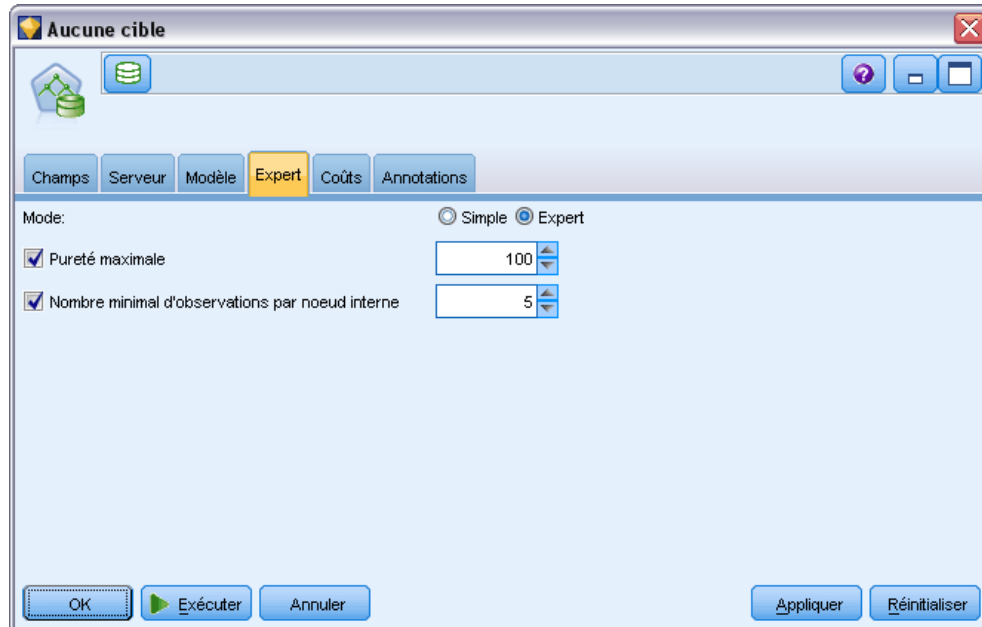 Aucune cible
Champs Serveur Modèle Expert Coûts Annotations
Mode: Simple Expert
Pureté maximale 100
Nombre minimal d'observations par noeud interne 5
OK Exécuter Annuler Appliquer Réinitialiser